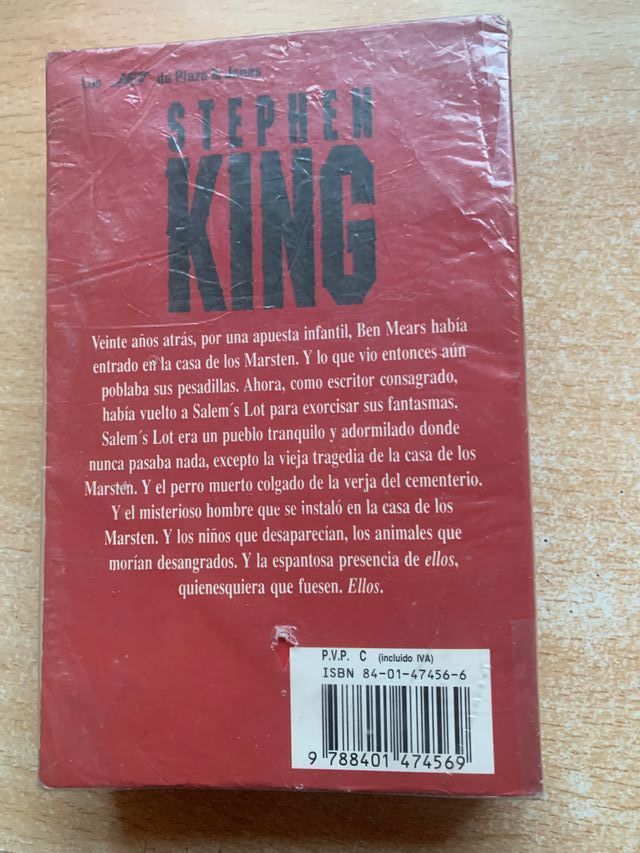 Los JET de Plaza & Janés
STEPHEN
KING
Veinte años atrás, por una apuesta infantil, Ben Mears había
entrado en la casa de los Marsten. Y lo que vio entonces aún
poblaba sus pesadillas. Ahora, como escritor consagrado,
había vuelto a Salem´s Lot para exorcisar sus fantasmas.
Salem´s Lot era un pueblo tranquilo y adormilado donde
nunca pasaba nada, excepto la vieja tragedia de la casa de los
Marsten. Y el perro muerto colgado de la verja del cementerio.
Y el misterioso hombre que se instaló en la casa de los
Marsten. Y los niños que desaparecían, los animales que
morían desangrados. Y la espantosa presencia de ellos,
quienesquiera que fuesen. Ellos.
P.V.P. C (incluido IVA)
ISBN 84-01-47456-6
9 788401 474569